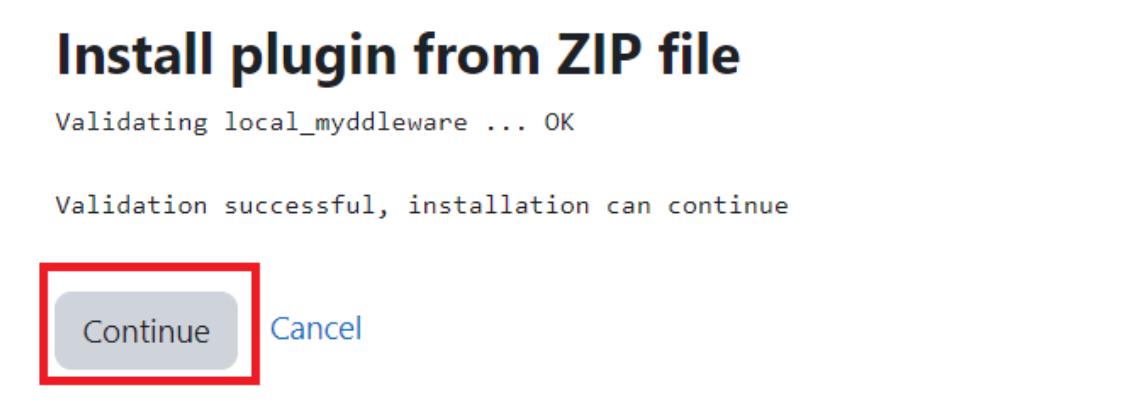 Install plugin from ZIP file
Validating local_myddleware ... OK
Validation successful, installation can continue
Continue Cancel